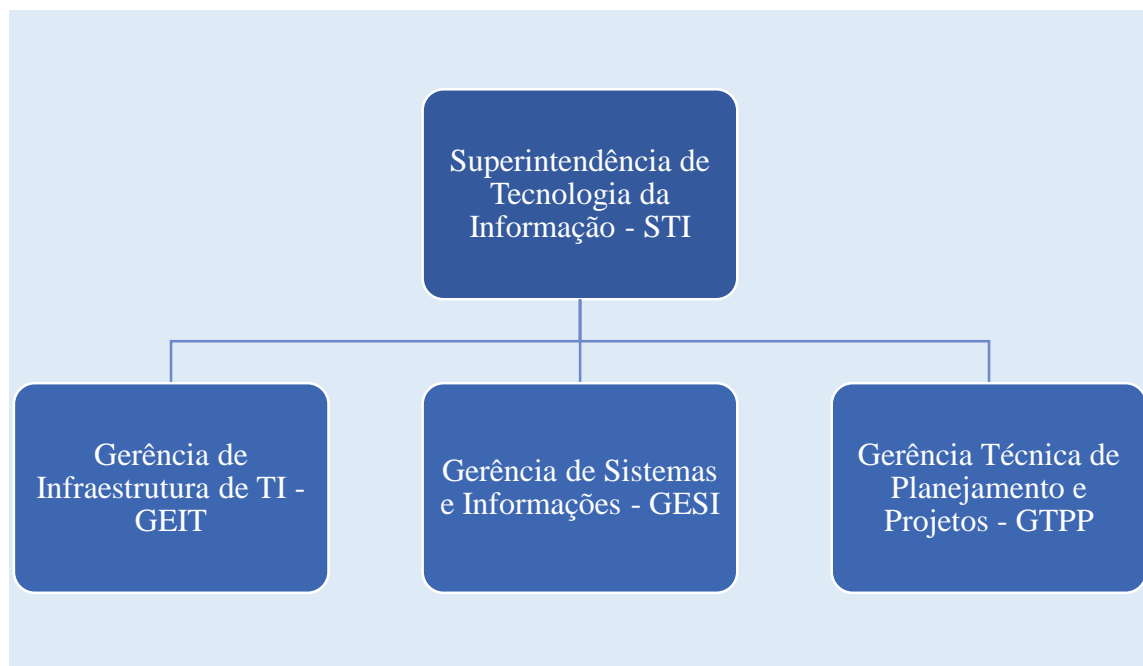 Superintendência de
Tecnologia da
Informação - STI
Gerência de
Infraestrutura de TI -
GEIT
Gerência de Sistemas
e Informações - GESI
Gerência Técnica de
Planejamento e
Projetos - GTPP